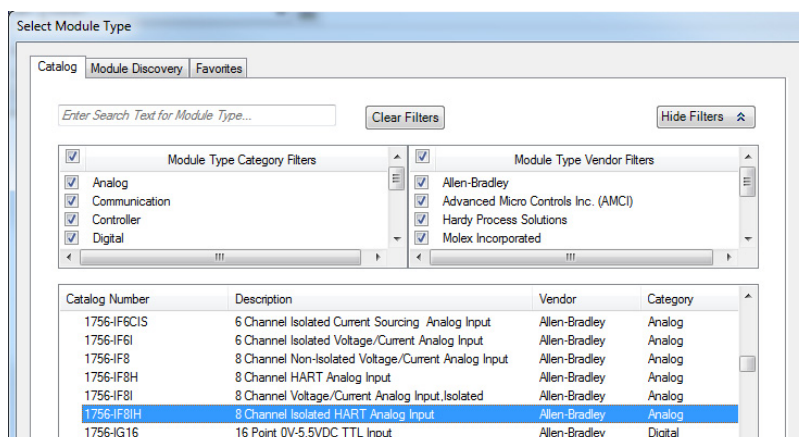 Select Module Type
Catalog Module Discovery Favorites
Enter Search Text for Module Type... Clear Filters Hide Filters
Module Type Category Filters Module Type Vendor Filters
Analog Allen-Bradley
Communication Advanced Micro Controls Inc. (AMCI)
Controller Hardy Process Solutions
Digital Molex Incorporated
Catalog Number Description Vendor Category
1756-IF6CIS 6 Channel Isolated Current Sourcing Analog Input Allen-Bradley Analog
1756-IF6I 6 Channel Isolated Voltage/Current Analog Input Allen-Bradley Analog
1756-IF8 8 Channel Non-Isolated Voltage/Current Analog Input Allen-Bradley Analog
1756-IF8H 8 Channel HART Analog Input Allen-Bradley Analog
1756-IF8I 8 Channel Voltage/Current Analog Input,Isolated Allen-Bradley Analog
1756-IF8IH 8 Channel Isolated HART Analog Input Allen-Bradley Analog
1756-IG16 16 Point 0V-5.5VDC TTL Input Allen-Bradley Digital